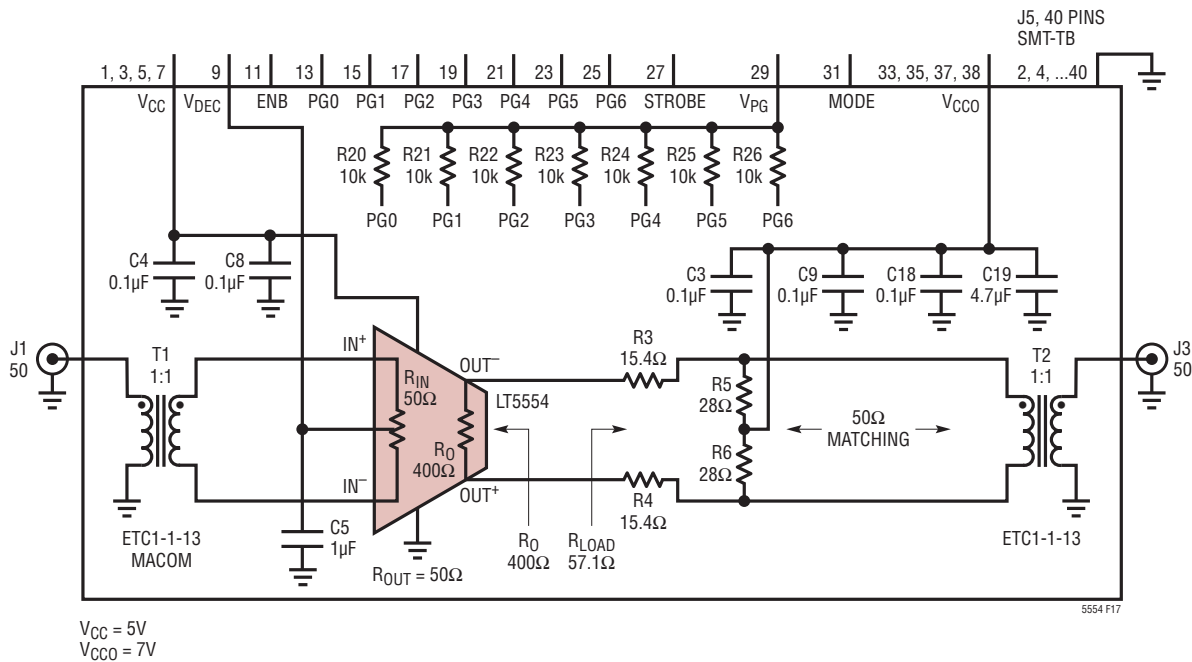 J5, 40 PINS
SMT-TB
1, 3, 5, 7 9 11 13 15 17 19 21 23 25 27 29 31 33, 35, 37, 38 2, 4, ...40
VCC VDEC ENB PG0 PG1 PG2 PG3 PG4 PG5 PG6 STROBE VPG MODE VCCO
R20 R21 R22 R23 R24 R25 R26
10k 10k 10k 10k 10k 10k 10k
PG0 PG1 PG2 PG3 PG4 PG5 PG6
C4
0.1µF
C8
0.1µF
C3
0.1µF
C9
0.1µF
C18
0.1µF
C19
4.7µF
J1
50
T1
1:1
IN+
RIN
50Ω
OUT–
LT5554
R3
15.4Ω
R5
28Ω
50Ω
MATCHING
T2
1:1
J3
50
RO
400Ω
R6
28Ω
IN–
OUT+
R4
15.4Ω
ETC1-1-13
MACOM
C5
1µF
ROUT = 50Ω
RO
400Ω
RLOAD
57.1Ω
ETC1-1-13
5554 F17
VCC = 5V
VCCO = 7V